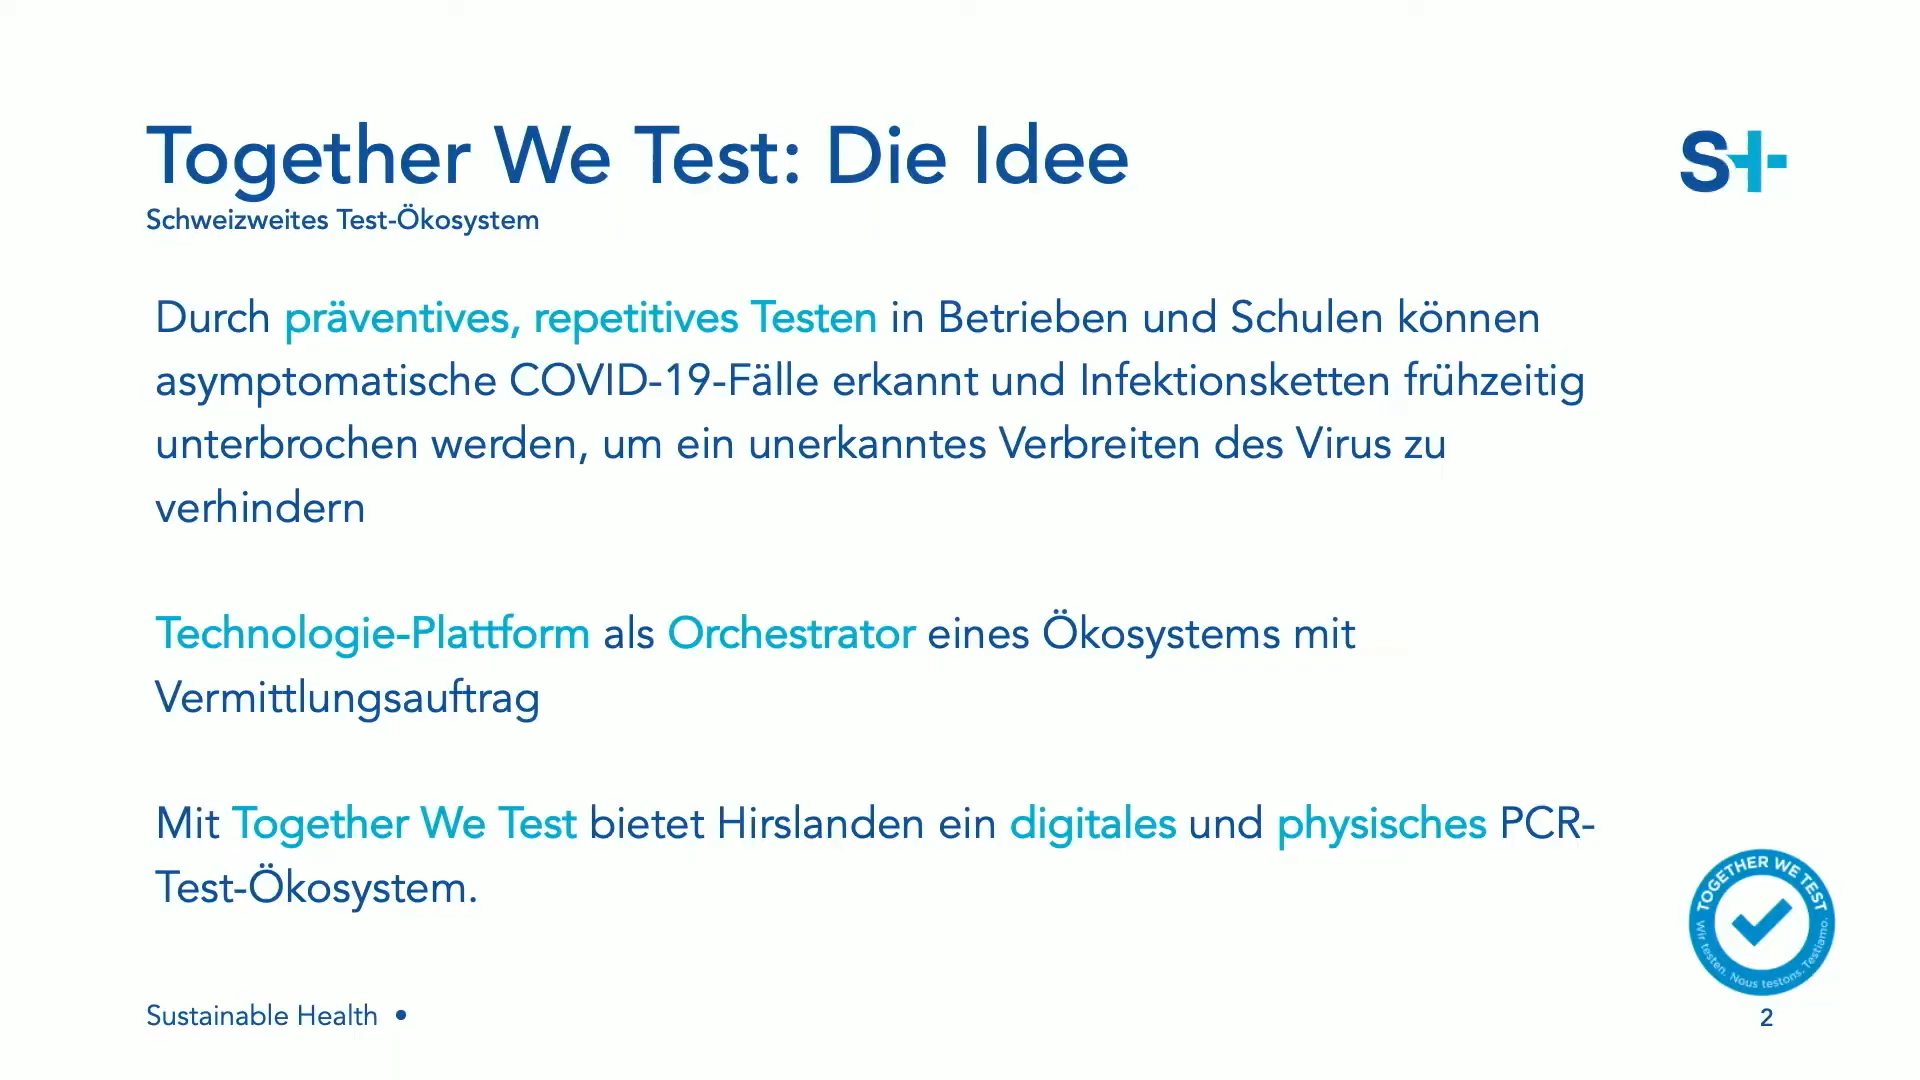 Together We Test: Die Idee
Schweizweites Test-Ökosystem
Durch präventives, repetitives Testen in Betrieben und Schulen können
asymptomatische COVID-19-Fälle erkannt und Infektionsketten frühzeitig
unterbrochen werden, um ein unerkanntes Verbreiten des Virus zu
verhindern
Technologie-Plattform als Orchestrator eines Ökosystems mit
Vermittlungsauftrag
Mit Together We Test bietet Hirslanden ein digitales und physisches PCR-
Test-Ökosystem.
TOGETHER WE TEST
Wir testen. Nous testons. Testiamo.
Sustainable Health •
2